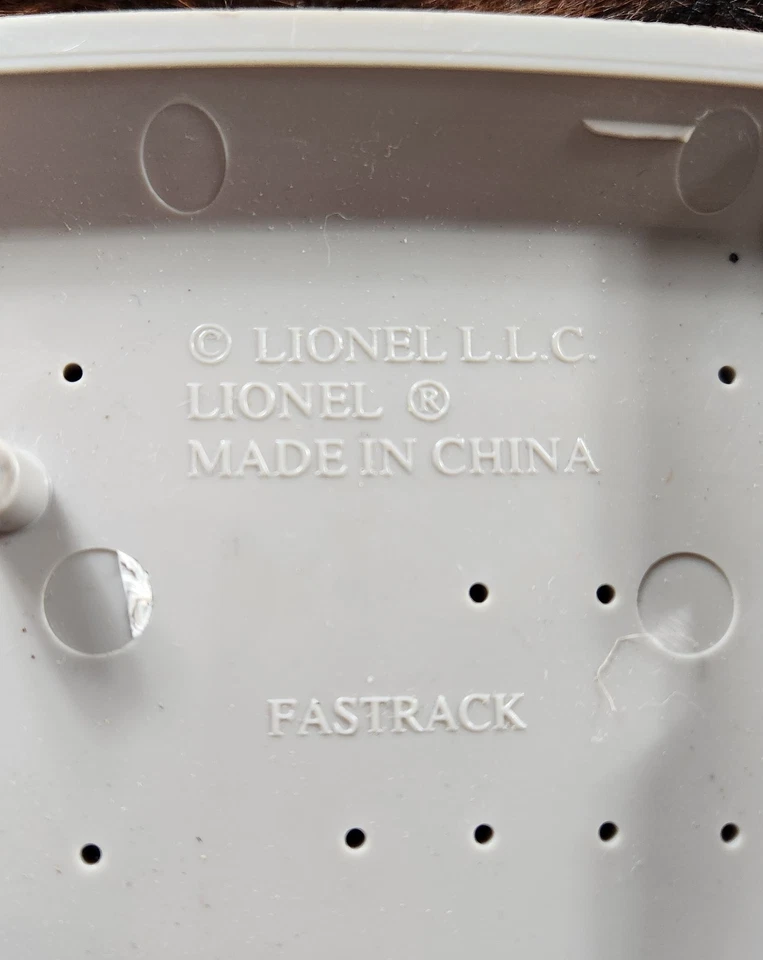 © LIONEL L.L.C.
LIONEL ®
MADE IN CHINA
FASTRACK